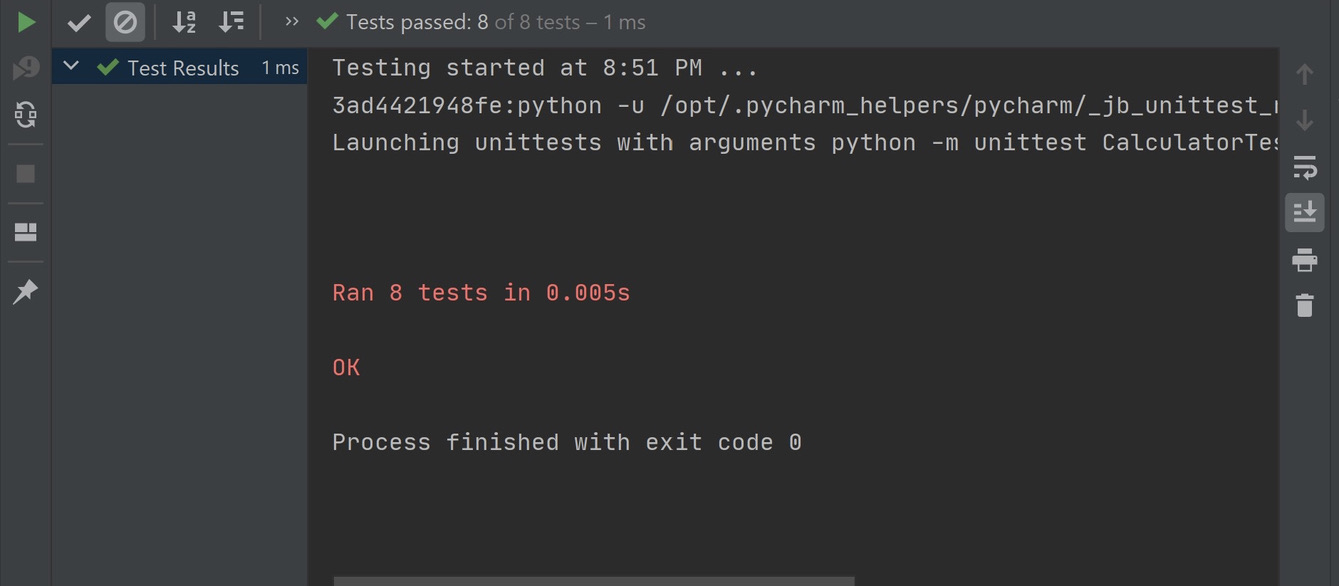 Tests passed: 8 of 8 tests – 1 ms
Test Results 1 ms
Testing started at 8:51 PM ...
3ad4421948fe:python -u /opt/.pycharm_helpers/pycharm/_jb_unittest_
Launching unittests with arguments python -m unittest CalculatorTes
Ran 8 tests in 0.005s
OK
Process finished with exit code 0